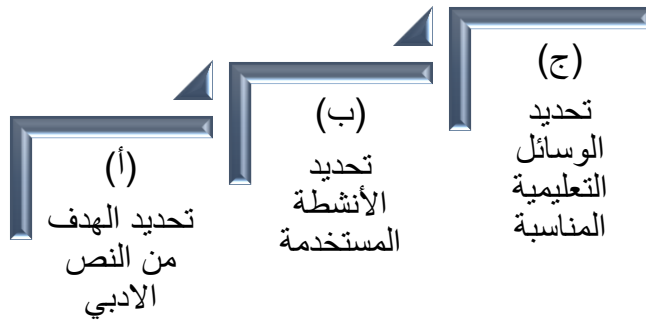 (أ)
تحديد الهدف
من النص
الادبي
(ب)
تحديد
الأنشطة
المستخدمة
(ج)
تحديد
الوسائل
التعليمية
المناسبة